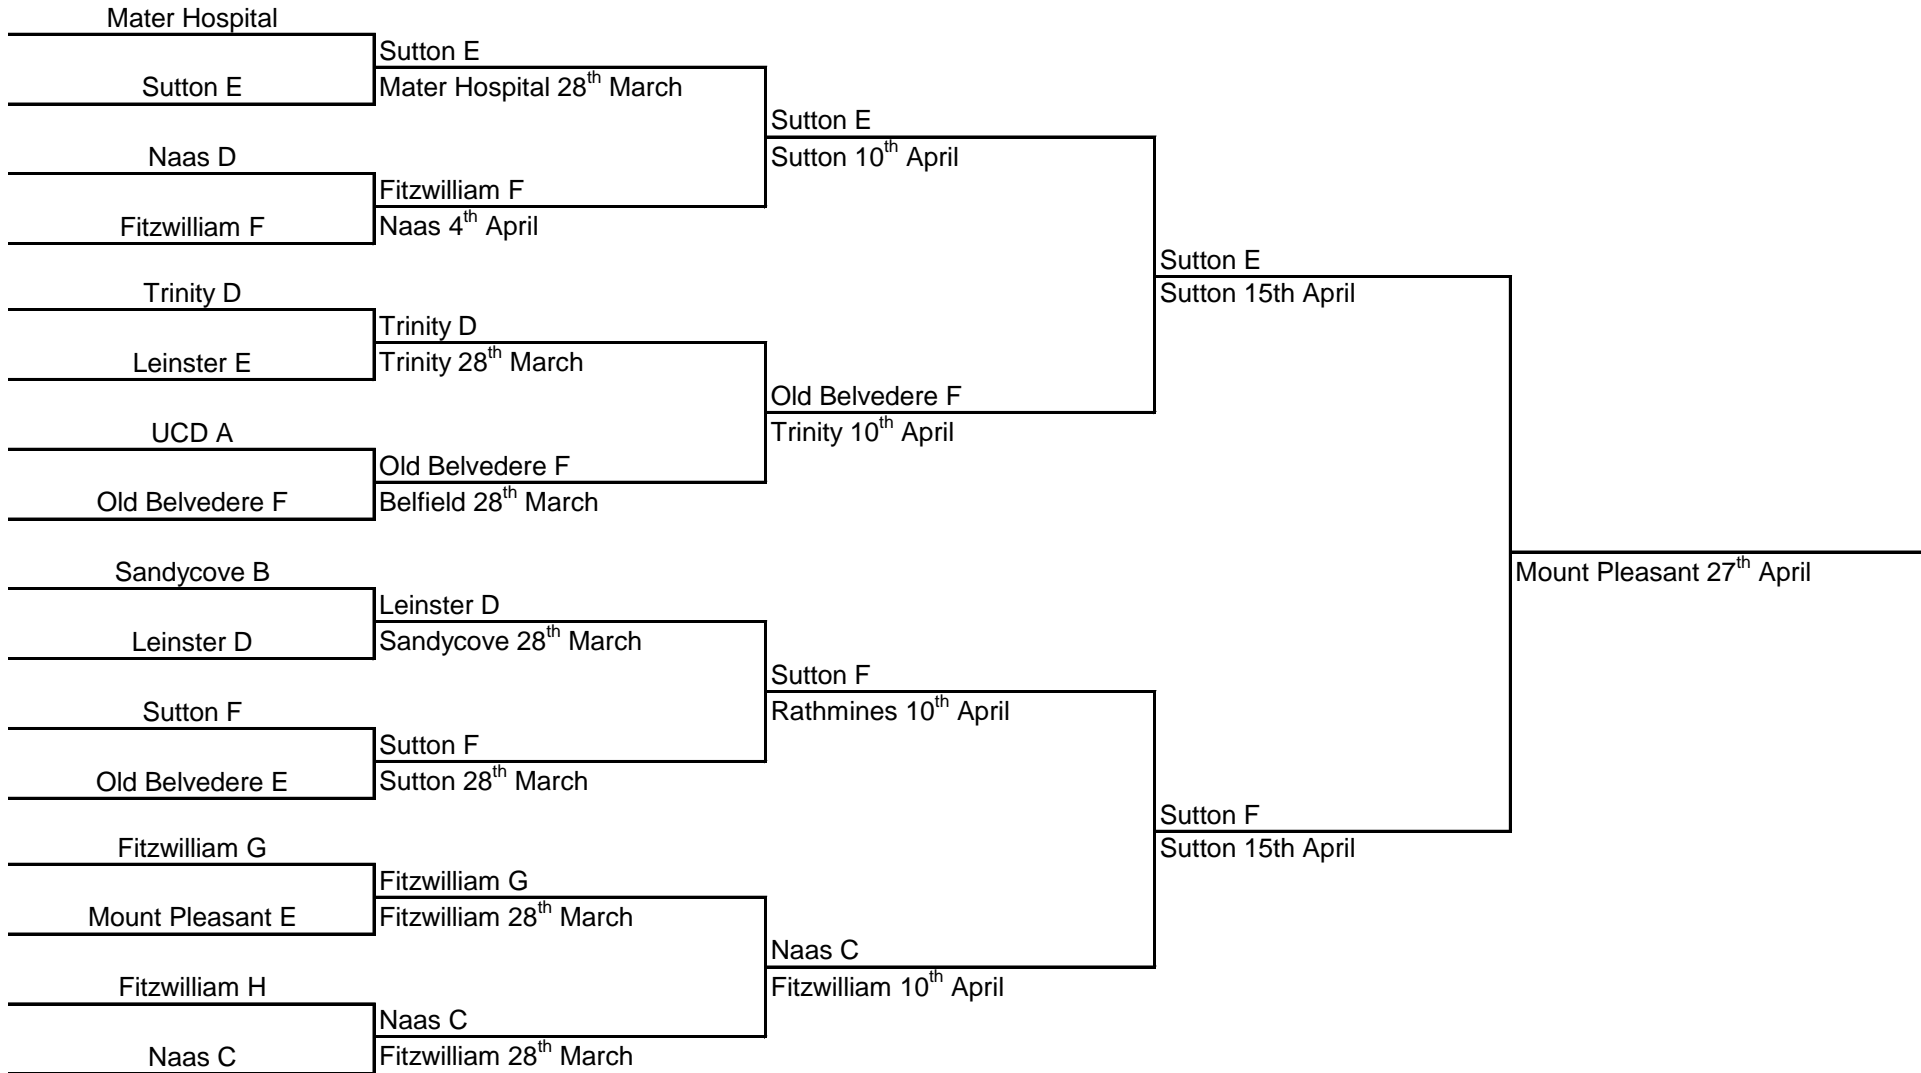 Mater Hospital
Sutton E
Mater Hospital 28th March
Sutton E
Sutton E
Sutton 10th April
Naas D
Fitzwilliam F
Naas 4th April
Fitzwilliam F
Sutton E
Sutton 15th April
Trinity D
Trinity D
Trinity 28th March
Leinster E
Old Belvedere F
Trinity 10th April
UCD A
Old Belvedere F
Belfield 28th March
Old Belvedere F
Mount Pleasant 27th April
Sandycove B
Leinster D
Sandycove 28th March
Leinster D
Sutton F
Rathmines 10th April
Sutton F
Sutton F
Sutton 28th March
Old Belvedere E
Sutton F
Sutton 15th April
Fitzwilliam G
Fitzwilliam G
Fitzwilliam 28th March
Mount Pleasant E
Naas C
Fitzwilliam 10th April
Fitzwilliam H
Naas C
Fitzwilliam 28th March
Naas C